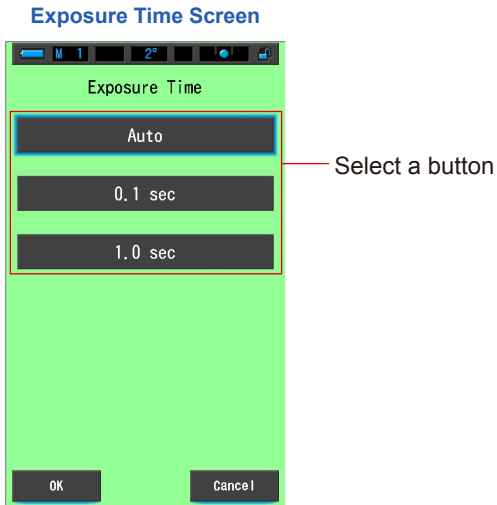 Exposure Time Screen
M 1 2°
Exposure Time
Auto
Select a button
0.1 sec
1.0 sec
OK Cancel